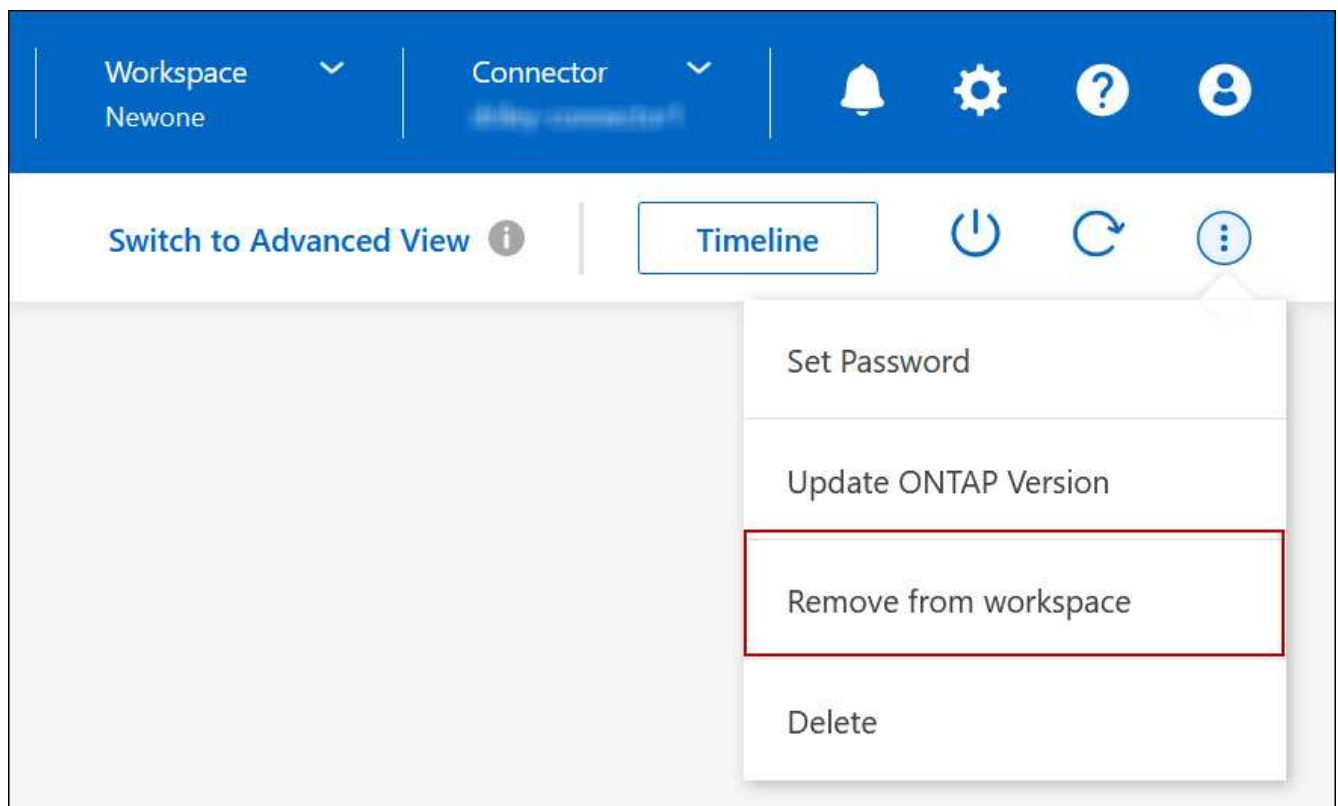 Workspace
Newone
Connector
Switch to Advanced View
Timeline
Set Password
Update ONTAP Version
Remove from workspace
Delete